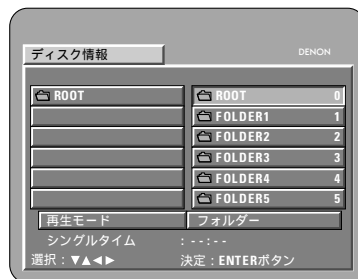 ディスク情報 DENON
ROOT ROOT 0
FOLDER1 1
FOLDER2 2
FOLDER3 3
FOLDER4 4
FOLDER5 5
再生モード フォルダー
シングルタイム : --:--
選択：▼▲◀▶ 決定：ENTERボタン